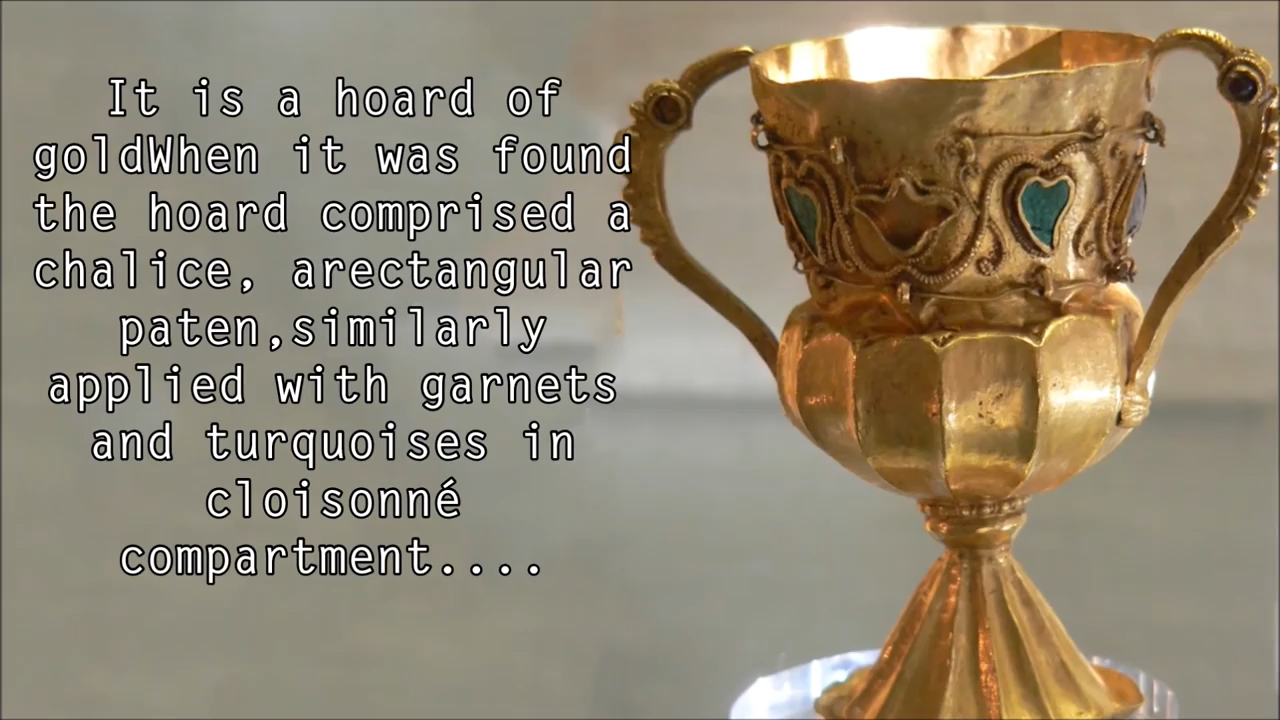 It is a hoard of
goldWhen it was found
the hoard comprised a
chalice, arectangular
paten,similarly
applied with garnets
and turquoises in
cloisonné
compartment....